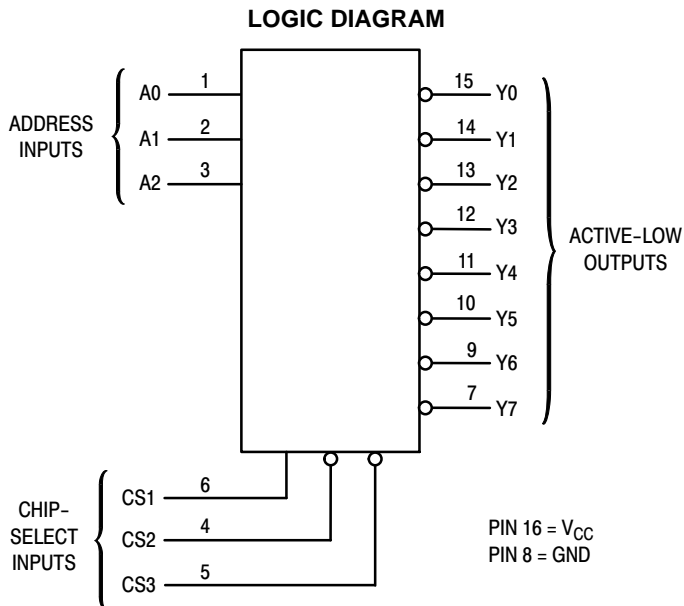 LOGIC DIAGRAM
ADDRESS
INPUTS
A0 1
A1 2
A2 3
15 Y0
14 Y1
13 Y2
12 Y3
11 Y4
10 Y5
9 Y6
7 Y7
ACTIVE-LOW
OUTPUTS
CHIP-
SELECT
INPUTS
CS1 6
CS2 4
CS3 5
PIN 16 = VCC
PIN 8 = GND